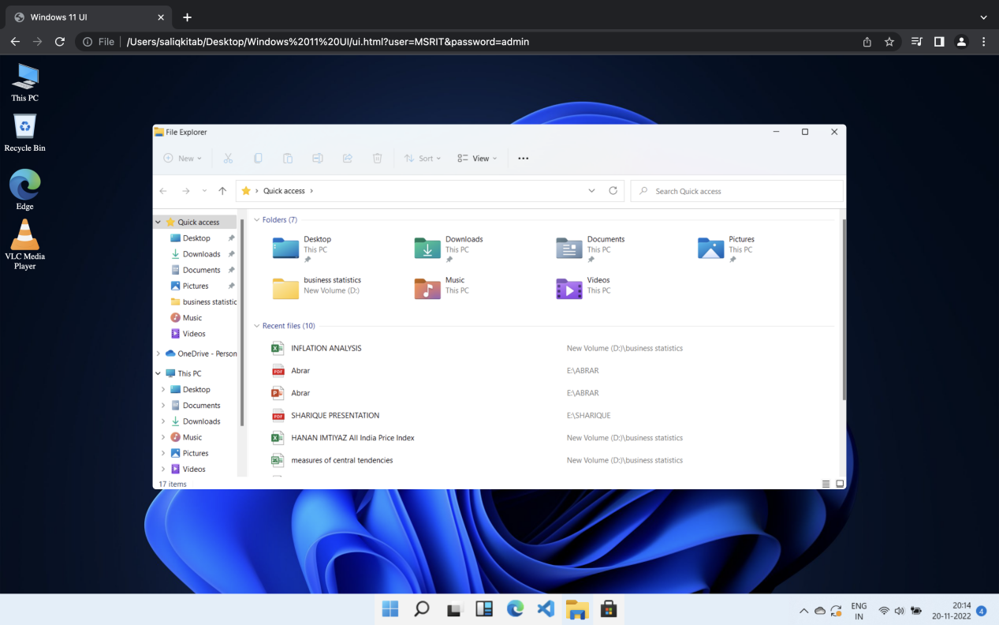 Windows 11 UI
File
/Users/saliqkitab/Desktop/Windows%2011%20UI/ui.html?user=MSRIT&password=admin
This PC
Recycle Bin
Edge
VLC Media
Player
File Explorer
New
Sort
View
Quick access
Search Quick access
Quick access
Desktop
Downloads
Documents
Pictures
business statistic
Music
Videos
OneDrive - Person
This PC
Desktop
Documents
Downloads
Music
Pictures
Videos
17 items
Folders (7)
Desktop
This PC
Downloads
This PC
Documents
This PC
Pictures
This PC
business statistics
New Volume (D:)
Music
This PC
Videos
This PC
Recent files (10)
INFLATION ANALYSIS New Volume (D:)\business statistics
PDF Abrar E:\ABRAR
P Abrar E:\ABRAR
PDF SHARIQUE PRESENTATION E:\SHARIQUE
HANAN IMTIYAZ All India Price Index New Volume (D:)\business statistics
measures of central tendencies New Volume (D:)\business statistics
ENG
IN
20:14
20-11-2022
4